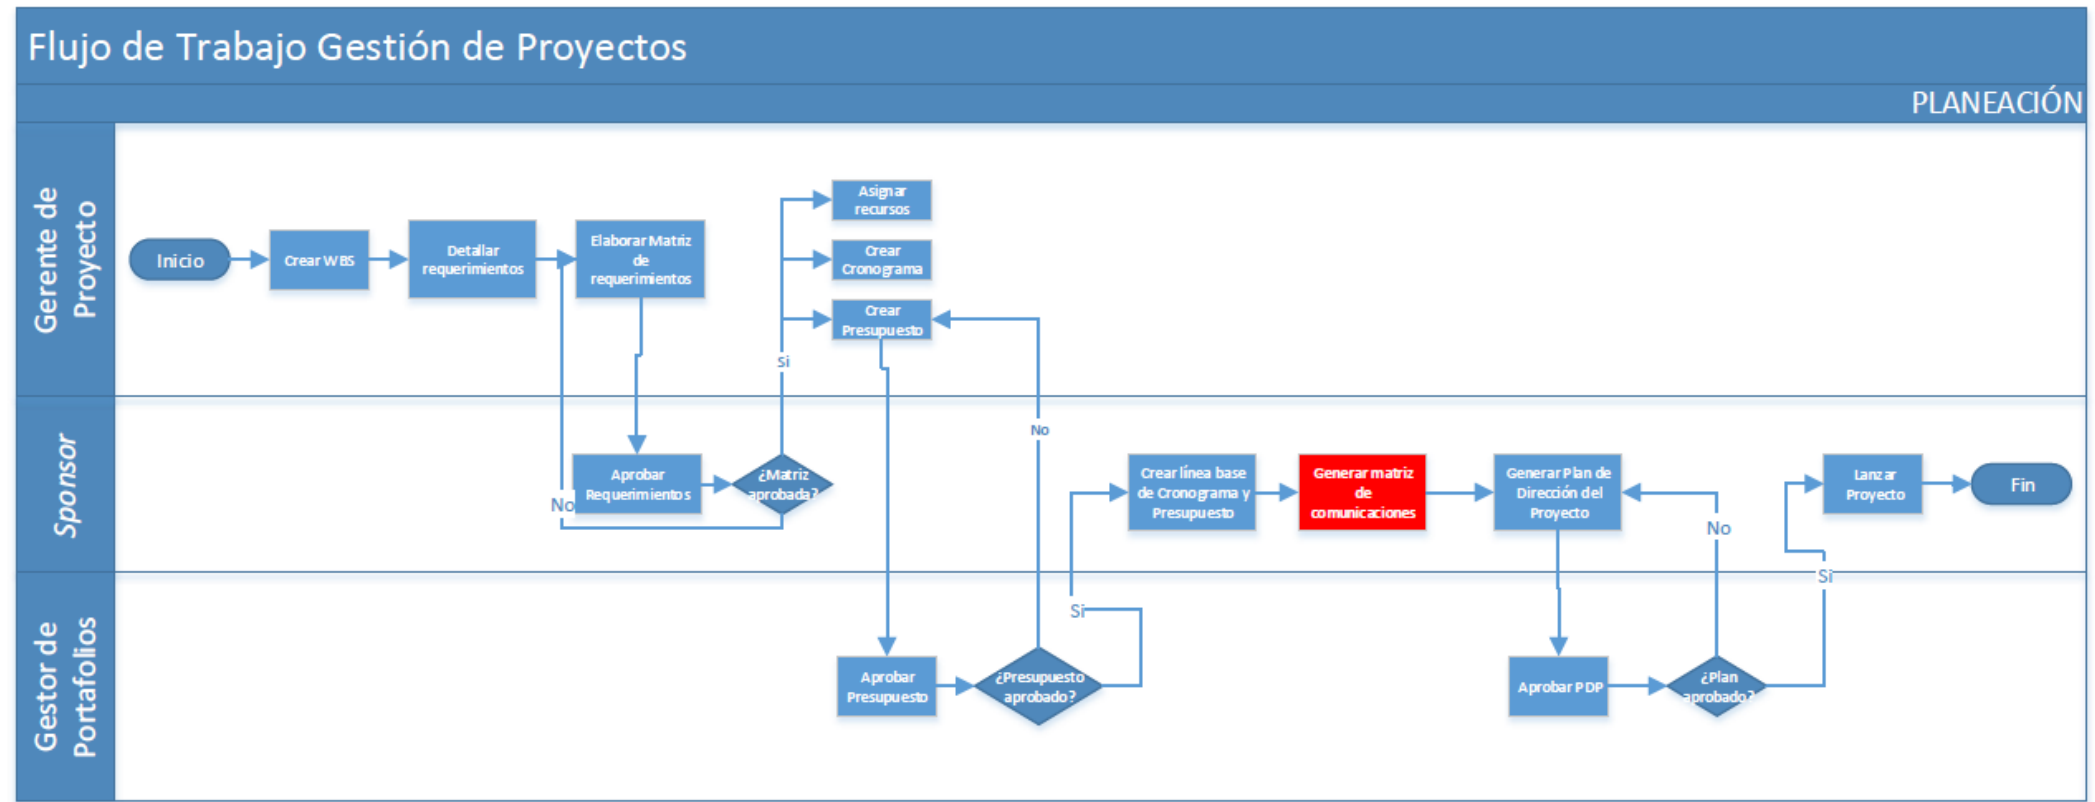 Flujo de Trabajo Gestión de Proyectos
PLANEACIÓN
Gerente de
Proyecto
Inicio
Crear WBS
Detallar
requerimientos
Elaborar Matriz
de
requerimientos
Asignar
recursos
Crear
Cronograma
Crear
Presupuesto
Si
Sponsor
Aprobar
Requerimientos
¿Matriz
aprobada?
No
No
Crear línea base
de Cronograma y
Presupuesto
Generar matriz
de
comunicaciones
Generar Plan de
Dirección del
Proyecto
No
Lanzar
Proyecto
Fin
Si
Gestor de
Portafolios
Aprobar
Presupuesto
¿Presupuesto
aprobado?
Si
Aprobar PDP
¿Plan
aprobado?